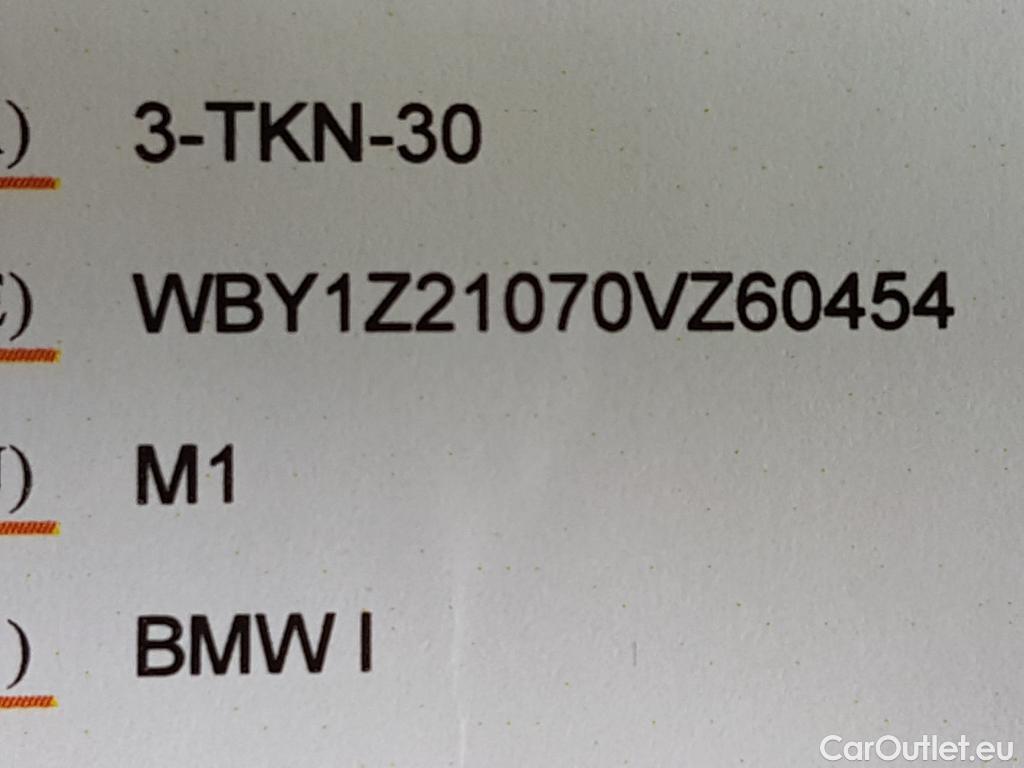 ) 3-TKN-30
) WBY1Z21070VZ60454
) M1
) BMW I
CarOutlet.eu